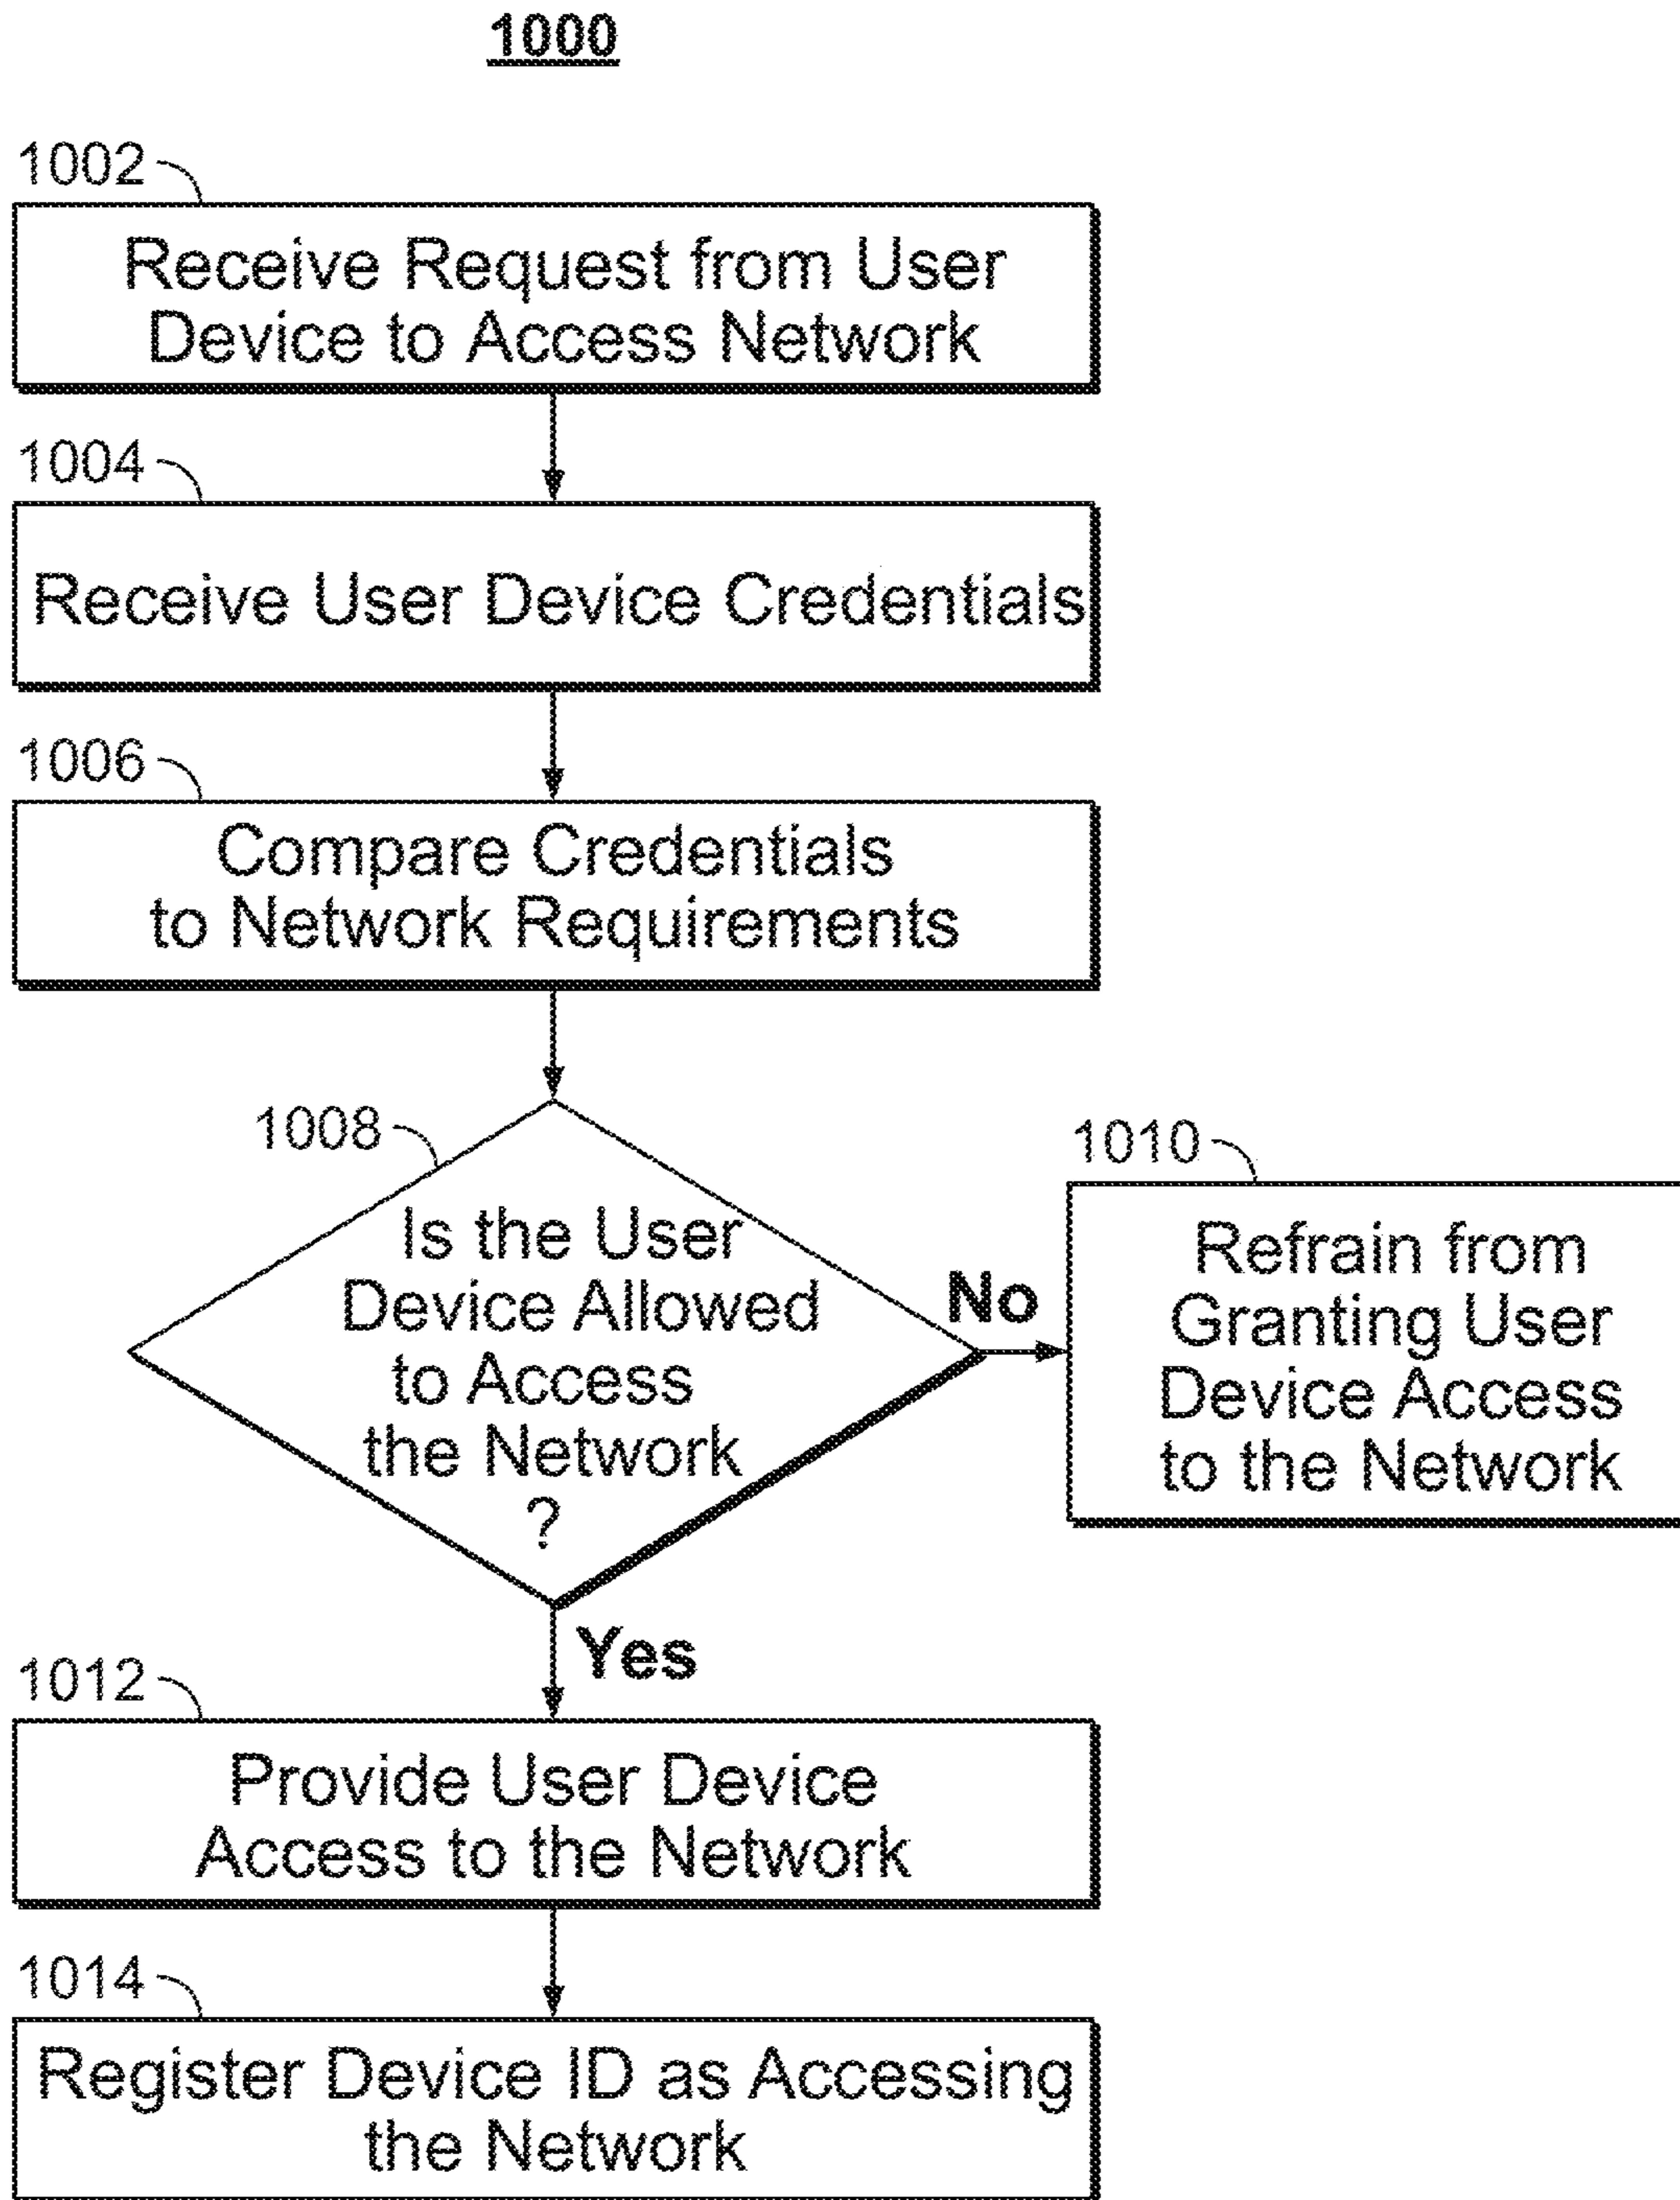 1000
1002
Receive Request from User
Device to Access Network
1004
Receive User Device Credentials
1006
Compare Credentials
to Network Requirements
1008
Is the User
Device Allowed
to Access
the Network
?
No
1010
Refrain from
Granting User
Device Access
to the Network
Yes
1012
Provide User Device
Access to the Network
1014
Register Device ID as Accessing
the Network